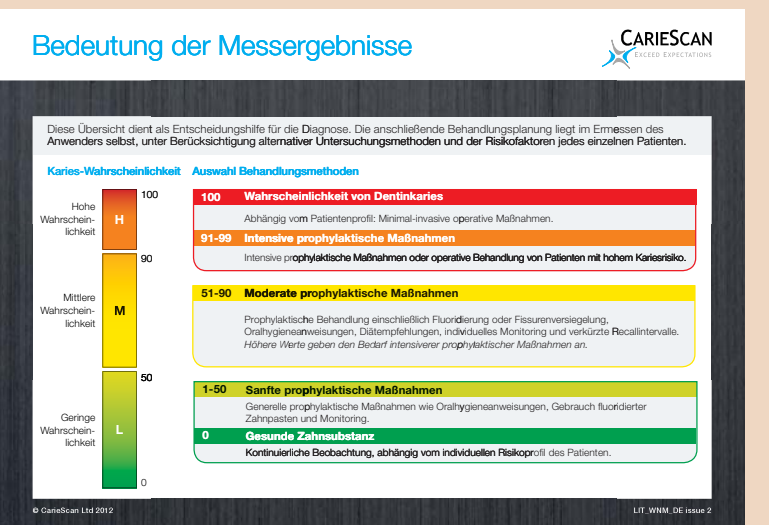 Bedeutung der Messergebnisse
CARIESCAN
EXCEED EXPECTATIONS
Diese Übersicht dient als Entscheidungshilfe für die Diagnose. Die anschließende Behandlungsplanung liegt im Ermessen des
Anwenders selbst, unter Berücksichtigung alternativer Untersuchungsmethoden und der Risikofaktoren jedes einzelnen Patienten.
Karies-Wahrscheinlichkeit
Auswahl Behandlungsmethoden
Hohe
Wahrschein-
lichkeit
H
100
90
100 Wahrscheinlichkeit von Dentinkaries
Abhängig vom Patientenprofil: Minimal-invasive operative Maßnahmen.
91-99 Intensive prophylaktische Maßnahmen
Intensive prophylaktische Maßnahmen oder operative Behandlung von Patienten mit hohem Kariesrisiko.
Mittlere
Wahrschein-
lichkeit
M
50
51-90 Moderate prophylaktische Maßnahmen
Prophylaktische Behandlung einschließlich Fluoridierung oder Fissurenversiegelung,
Oralhygieneanweisungen, Diätempfehlungen, individuelles Monitoring und verkürzte Recallintervalle.
Höhere Werte geben den Bedarf intensiverer prophylaktischer Maßnahmen an.
Geringe
Wahrschein-
lichkeit
L
0
1-50 Sanfte prophylaktische Maßnahmen
Generelle prophylaktische Maßnahmen wie Oralhygieneanweisungen, Gebrauch fluoridierter
Zahnpasten und Monitoring.
0 Gesunde Zahnsubstanz
Kontinuierliche Beobachtung, abhängig vom individuellen Risikoprofil des Patienten.
© CarieScan Ltd 2012
LIT_WNM_DE issue 2